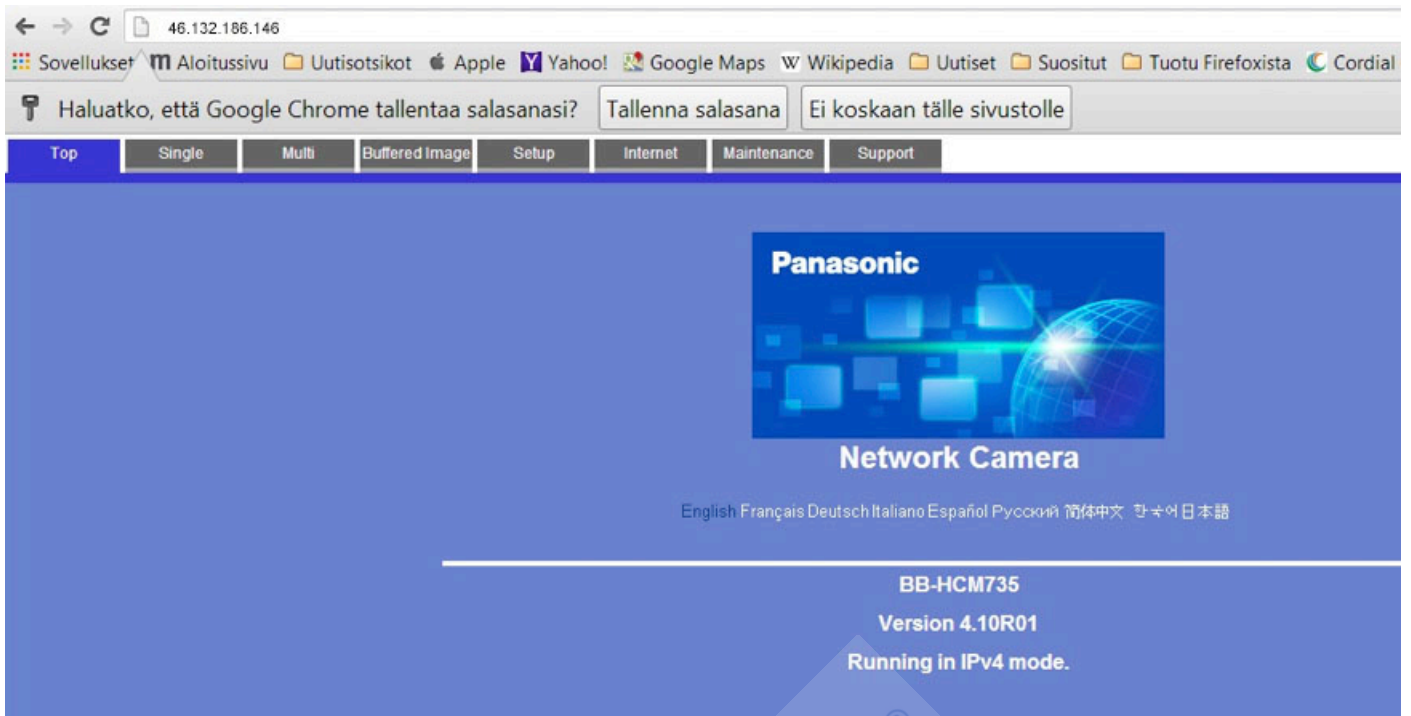 46.132.186.146
Sovellukset Aloitussivu Uutisotsikot Apple Yahoo! Google Maps W Wikipedia Uutiset Suositut Tuotu Firefoxista Cordial
Haluatko, että Google Chrome tallentaa salasanasi? Tallenna salasana Ei koskaan tälle sivustolle
Top Single Multi Buffered Image Setup Internet Maintenance Support
Panasonic
Network Camera
English Français Deutsch Italiano Español Русский 简体中文 한국어 日本語
BB-HCM735
Version 4.10R01
Running in IPv4 mode.